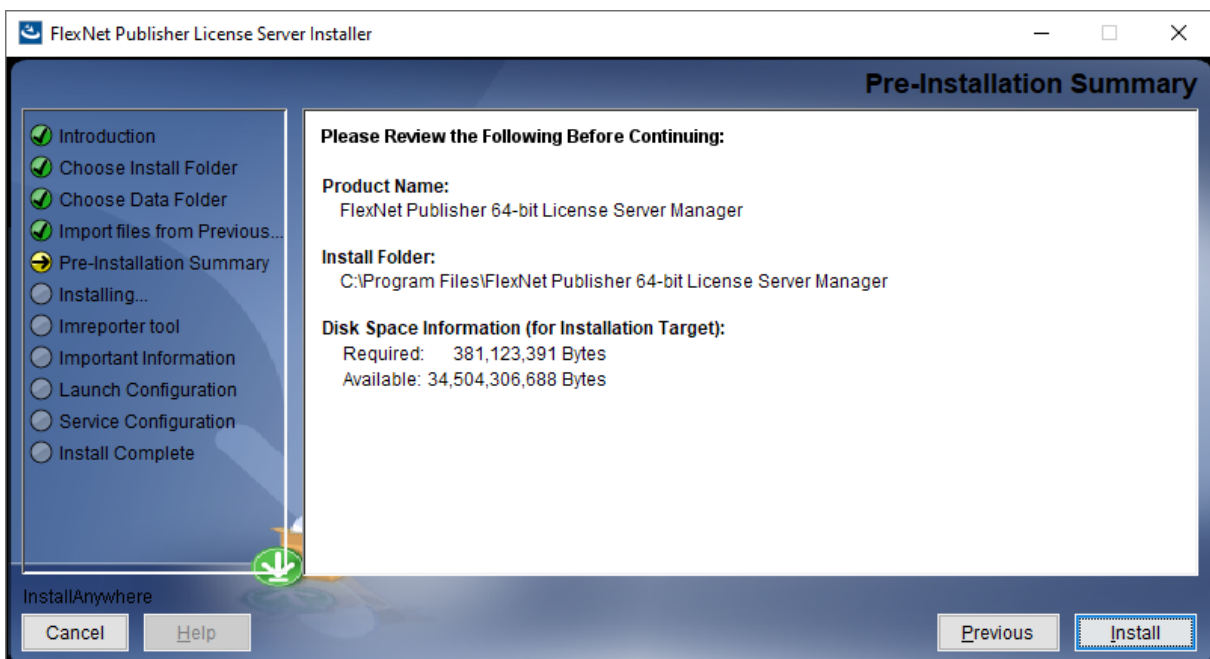 FlexNet Publisher License Server Installer
Pre-Installation Summary
Introduction
Choose Install Folder
Choose Data Folder
Import files from Previous...
Pre-Installation Summary
Installing...
lmreporter tool
Important Information
Launch Configuration
Service Configuration
Install Complete
Please Review the Following Before Continuing:
Product Name:
FlexNet Publisher 64-bit License Server Manager
Install Folder:
C:\Program Files\FlexNet Publisher 64-bit License Server Manager
Disk Space Information (for Installation Target):
Required: 381,123,391 Bytes
Available: 34,504,306,688 Bytes
InstallAnywhere
Cancel
Help
Previous
Install